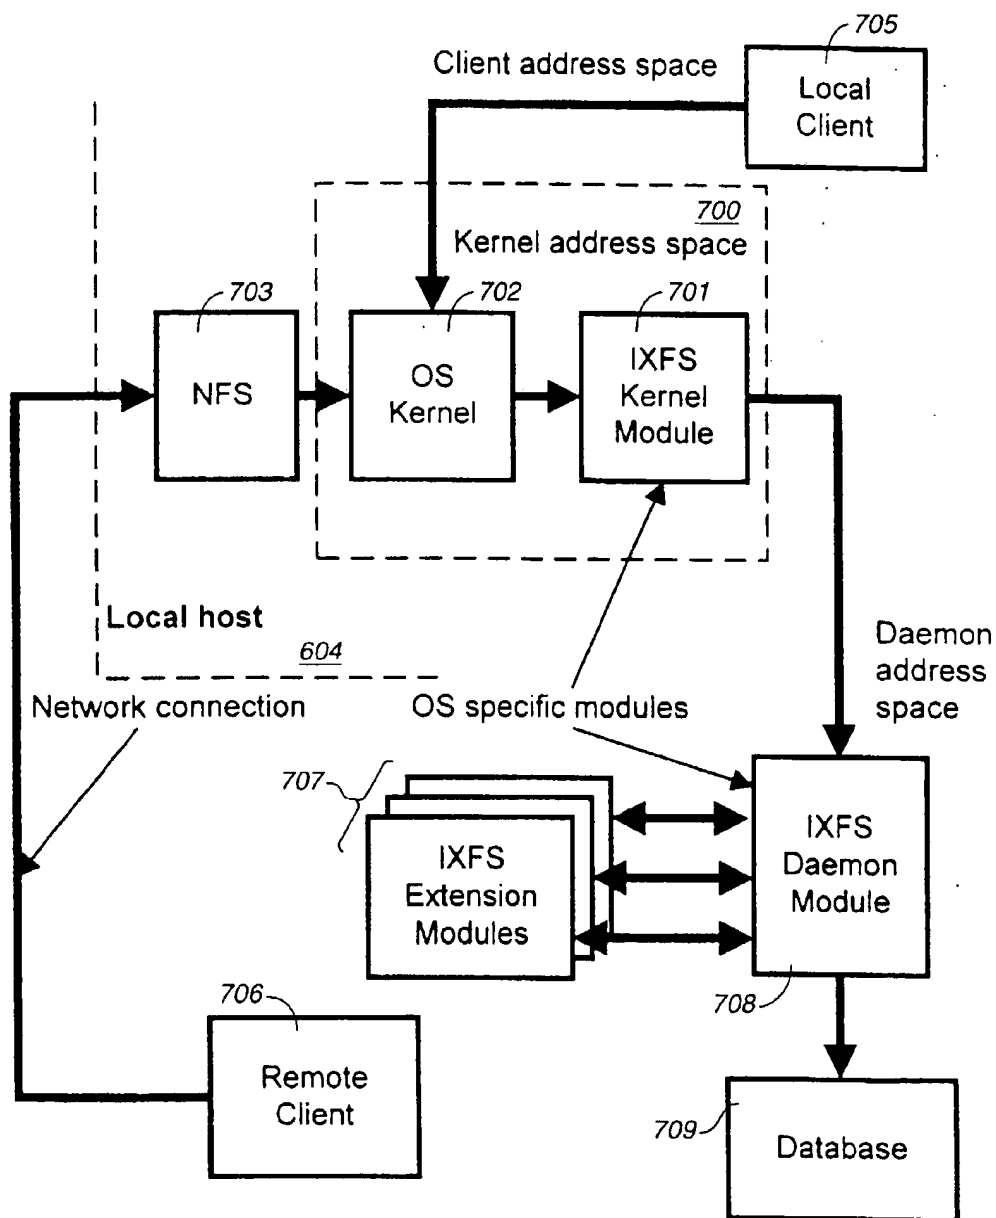 705
Client address space
Local
Client
700
Kernel address space
703
702
701
NFS
OS
Kernel
IXFS
Kernel
Module
Local host
604
Daemon
address
space
Network connection
OS specific modules
707
IXFS
Extension
Modules
IXFS
Daemon
Module
706
708
Remote
Client
709
Database